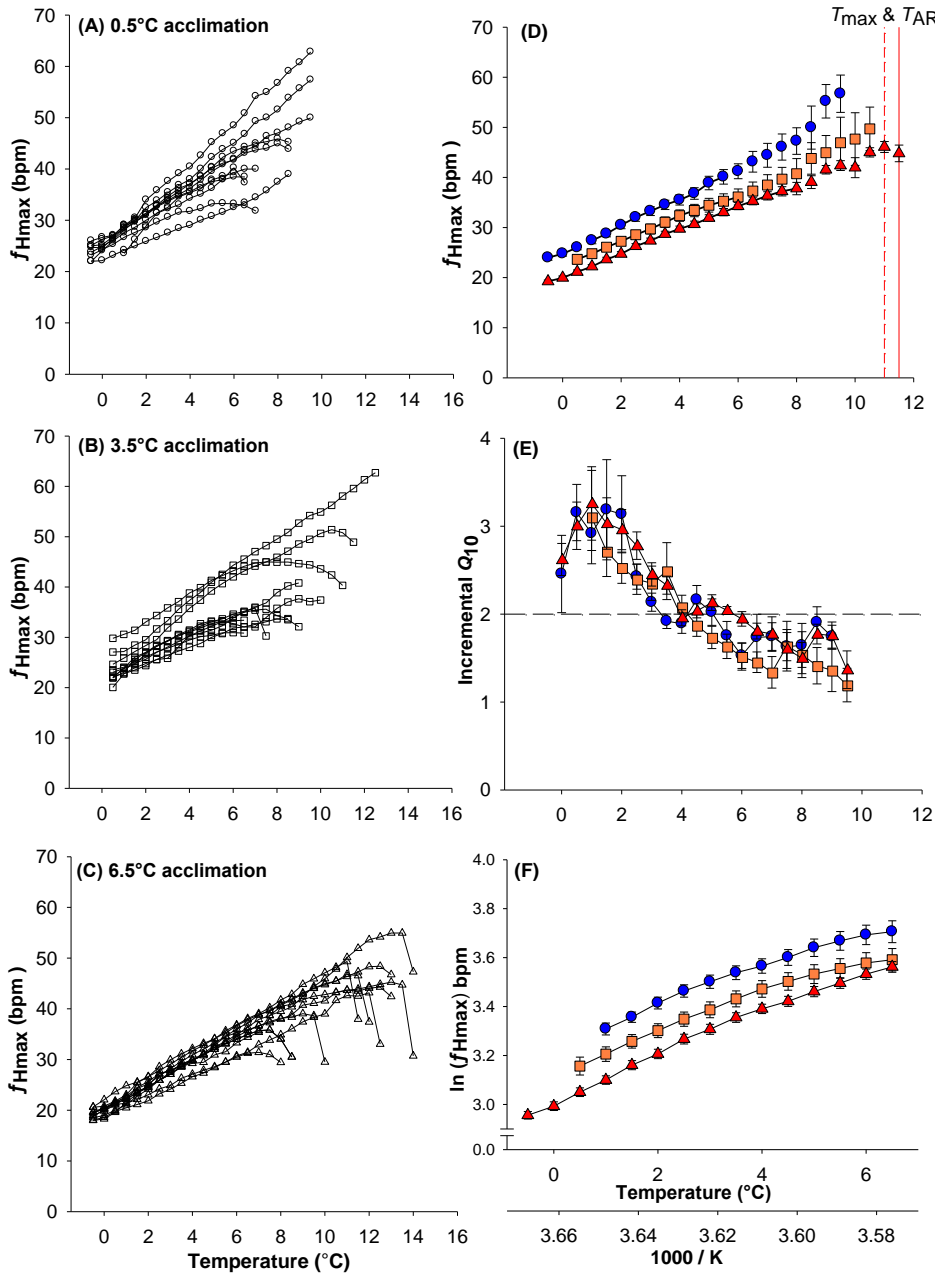 (A) 0.5°C acclimation
70
60
50
40
30
20
10
0
fHmax (bpm)
0 2 4 6 8 10 12 14 16
(B) 3.5°C acclimation
70
60
50
40
30
20
10
0
fHmax (bpm)
0 2 4 6 8 10 12 14 16
(C) 6.5°C acclimation
70
60
50
40
30
20
10
0
fHmax (bpm)
0 2 4 6 8 10 12 14 16
Temperature (°C)
Tmax & TAR
(D)
70
60
50
40
30
20
10
0
fHmax (bpm )
0 2 4 6 8 10 12
(E)
4
3
2
1
0
Incremental Q10
0 2 4 6 8 10 12
(F)
4.0
3.8
3.6
3.4
3.2
3.0
0.0
ln (fHmax) bpm
0 2 4 6
Temperature (°C)
3.66 3.64 3.62 3.60 3.58
1000 / K